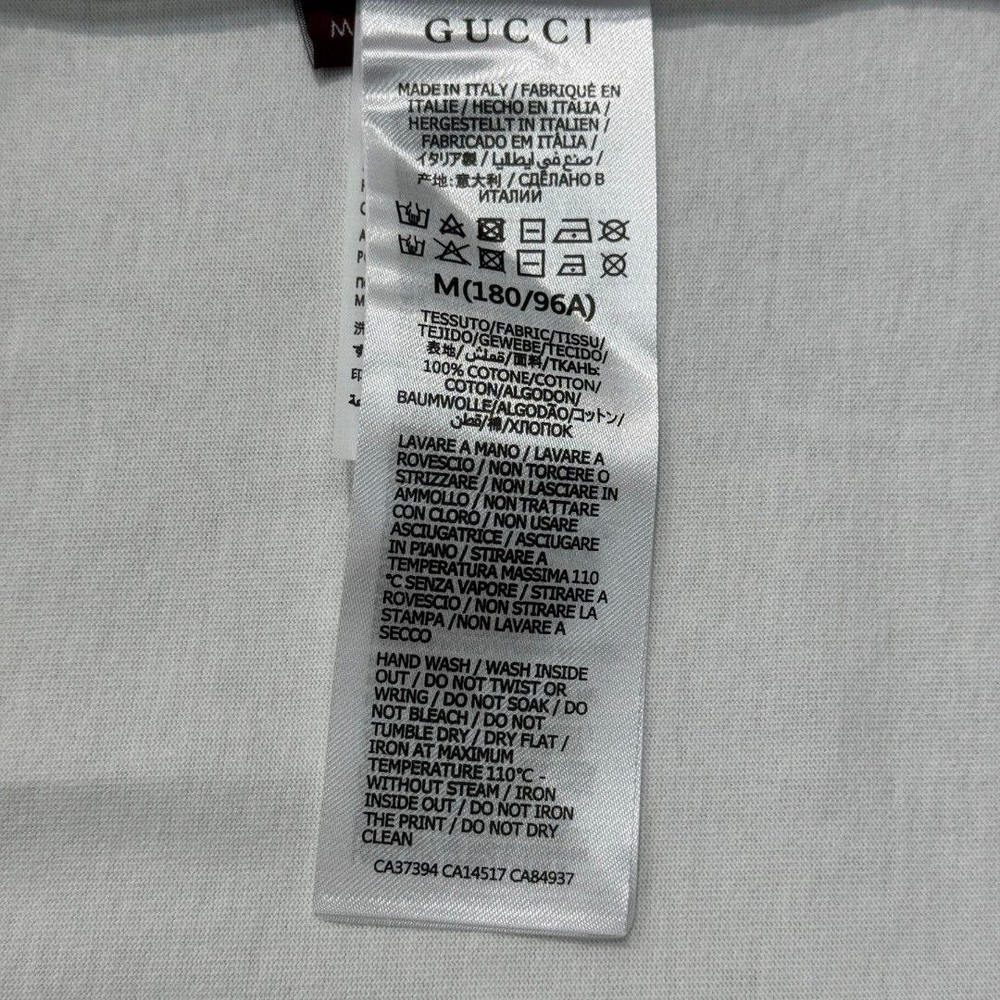 GUCCI
MADE IN ITALY / FABRIQUÉ EN
ITALIE / HECHO EN ITALIA /
HERGESTELLT IN ITALIEN /
FABRICADO EM ITÀLIA /
イタリア製 / صنع في ايطاليا /
产地:意大利 / СДЕЛАНО В
ИТАЛИИ
M(180/96A)
TESSUTO/FABRIC/TISSU/
TEJIDO/GEWEBE/TECIDO/
表地/قماش/面料/ТКАНЬ:
100% COTONE/COTTON/
COTON/ALGODON/
BAUMWOLLE/ALGODÃO/コットン/
قطن/棉/ХЛОПОК
LAVARE A MANO / LAVARE A
ROVESCIO / NON TORCERE O
STRIZZARE / NON LASCIARE IN
AMMOLLO / NON TRATTARE
CON CLORO / NON USARE
ASCIUGATRICE / ASCIUGARE
IN PIANO / STIRARE A
TEMPERATURA MASSIMA 110
°C SENZA VAPORE / STIRARE A
ROVESCIO / NON STIRARE LA
STAMPA /NON LAVARE A
SECCO
HAND WASH / WASH INSIDE
OUT / DO NOT TWIST OR
WRING / DO NOT SOAK / DO
NOT BLEACH / DO NOT
TUMBLE DRY / DRY FLAT /
IRON AT MAXIMUM
TEMPERATURE 110°C -
WITHOUT STEAM / IRON
INSIDE OUT / DO NOT IRON
THE PRINT / DO NOT DRY
CLEAN
CA37394 CA14517 CA84937